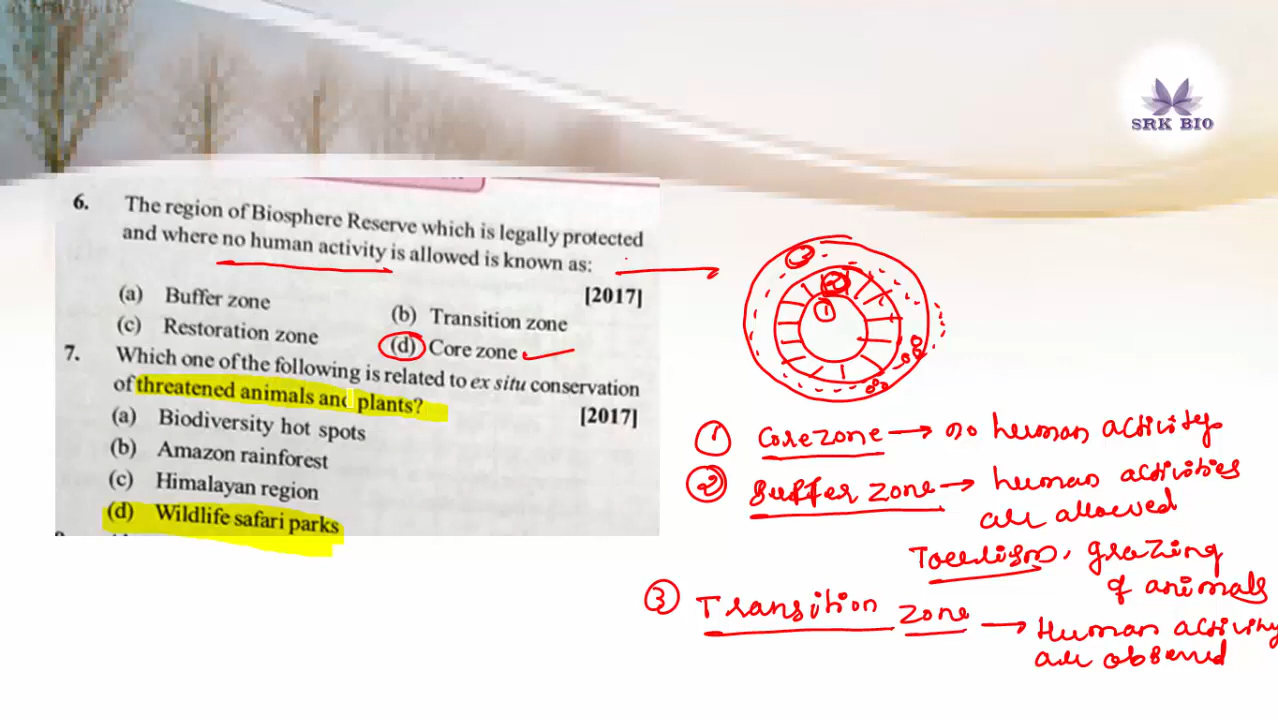 SRK BIO
6. The region of Biosphere Reserve which is legally protected
and where no human activity is allowed is known as:
[2017]
(a) Buffer zone
(b) Transition zone
(c) Restoration zone
(d) Core zone
7. Which one of the following is related to ex situ conservation
of threatened animals and plants?
[2017]
(a) Biodiversity hot spots
(b) Amazon rainforest
(c) Himalayan region
(d) Wildlife safari parks
1
2
① Core zone → no human activity
② Buffer zone → human activities
are allowed
Tourism, grazing
of animals
③ Transition zone → Human activity
are observed